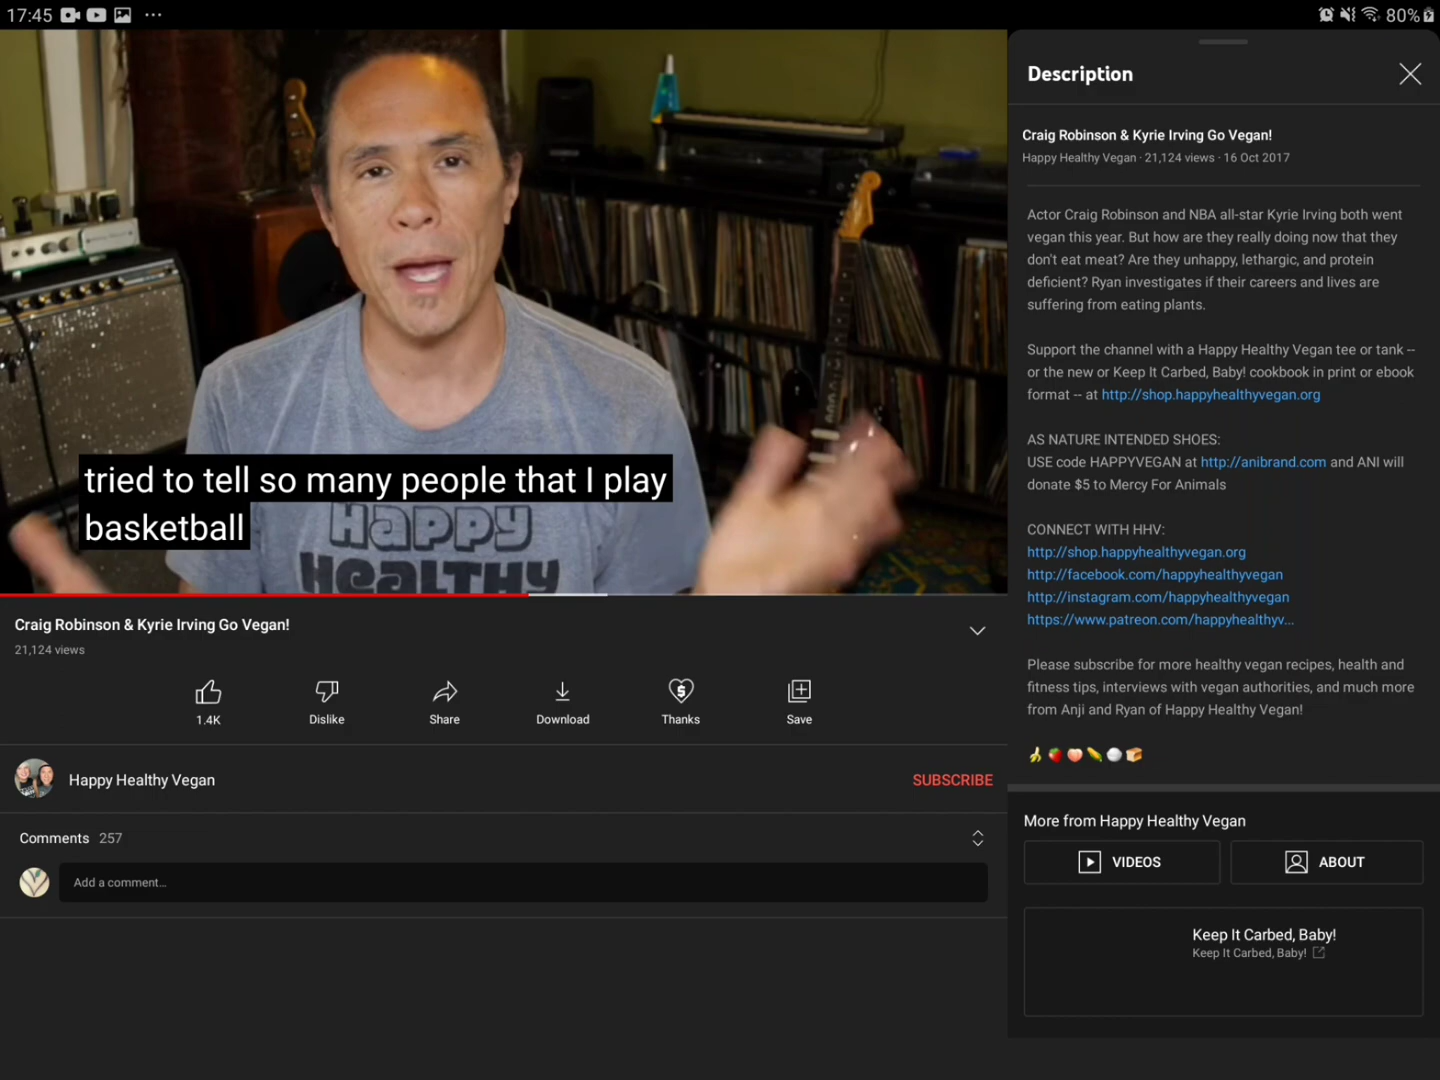 17:45
80%
tried to tell so many people that I play
basketball
HAPPY
HEALTHY
Craig Robinson & Kyrie Irving Go Vegan!
21,124 views
1.4K
Dislike
Share
Download
Thanks
Save
Happy Healthy Vegan
SUBSCRIBE
Comments 257
Add a comment...
Description
Craig Robinson & Kyrie Irving Go Vegan!
Happy Healthy Vegan · 21,124 views · 16 Oct 2017
Actor Craig Robinson and NBA all-star Kyrie Irving both went
vegan this year. But how are they really doing now that they
don't eat meat? Are they unhappy, lethargic, and protein
deficient? Ryan investigates if their careers and lives are
suffering from eating plants.
Support the channel with a Happy Healthy Vegan tee or tank --
or the new or Keep It Carbed, Baby! cookbook in print or ebook
format -- at http://shop.happyhealthyvegan.org
AS NATURE INTENDED SHOES:
USE code HAPPYVEGAN at http://anibrand.com and ANI will
donate $5 to Mercy For Animals
CONNECT WITH HHV:
http://shop.happyhealthyvegan.org
http://facebook.com/happyhealthyvegan
http://instagram.com/happyhealthyvegan
https://www.patreon.com/happyhealthyv...
Please subscribe for more healthy vegan recipes, health and
fitness tips, interviews with vegan authorities, and much more
from Anji and Ryan of Happy Healthy Vegan!
More from Happy Healthy Vegan
VIDEOS
ABOUT
Keep It Carbed, Baby!
Keep It Carbed, Baby!